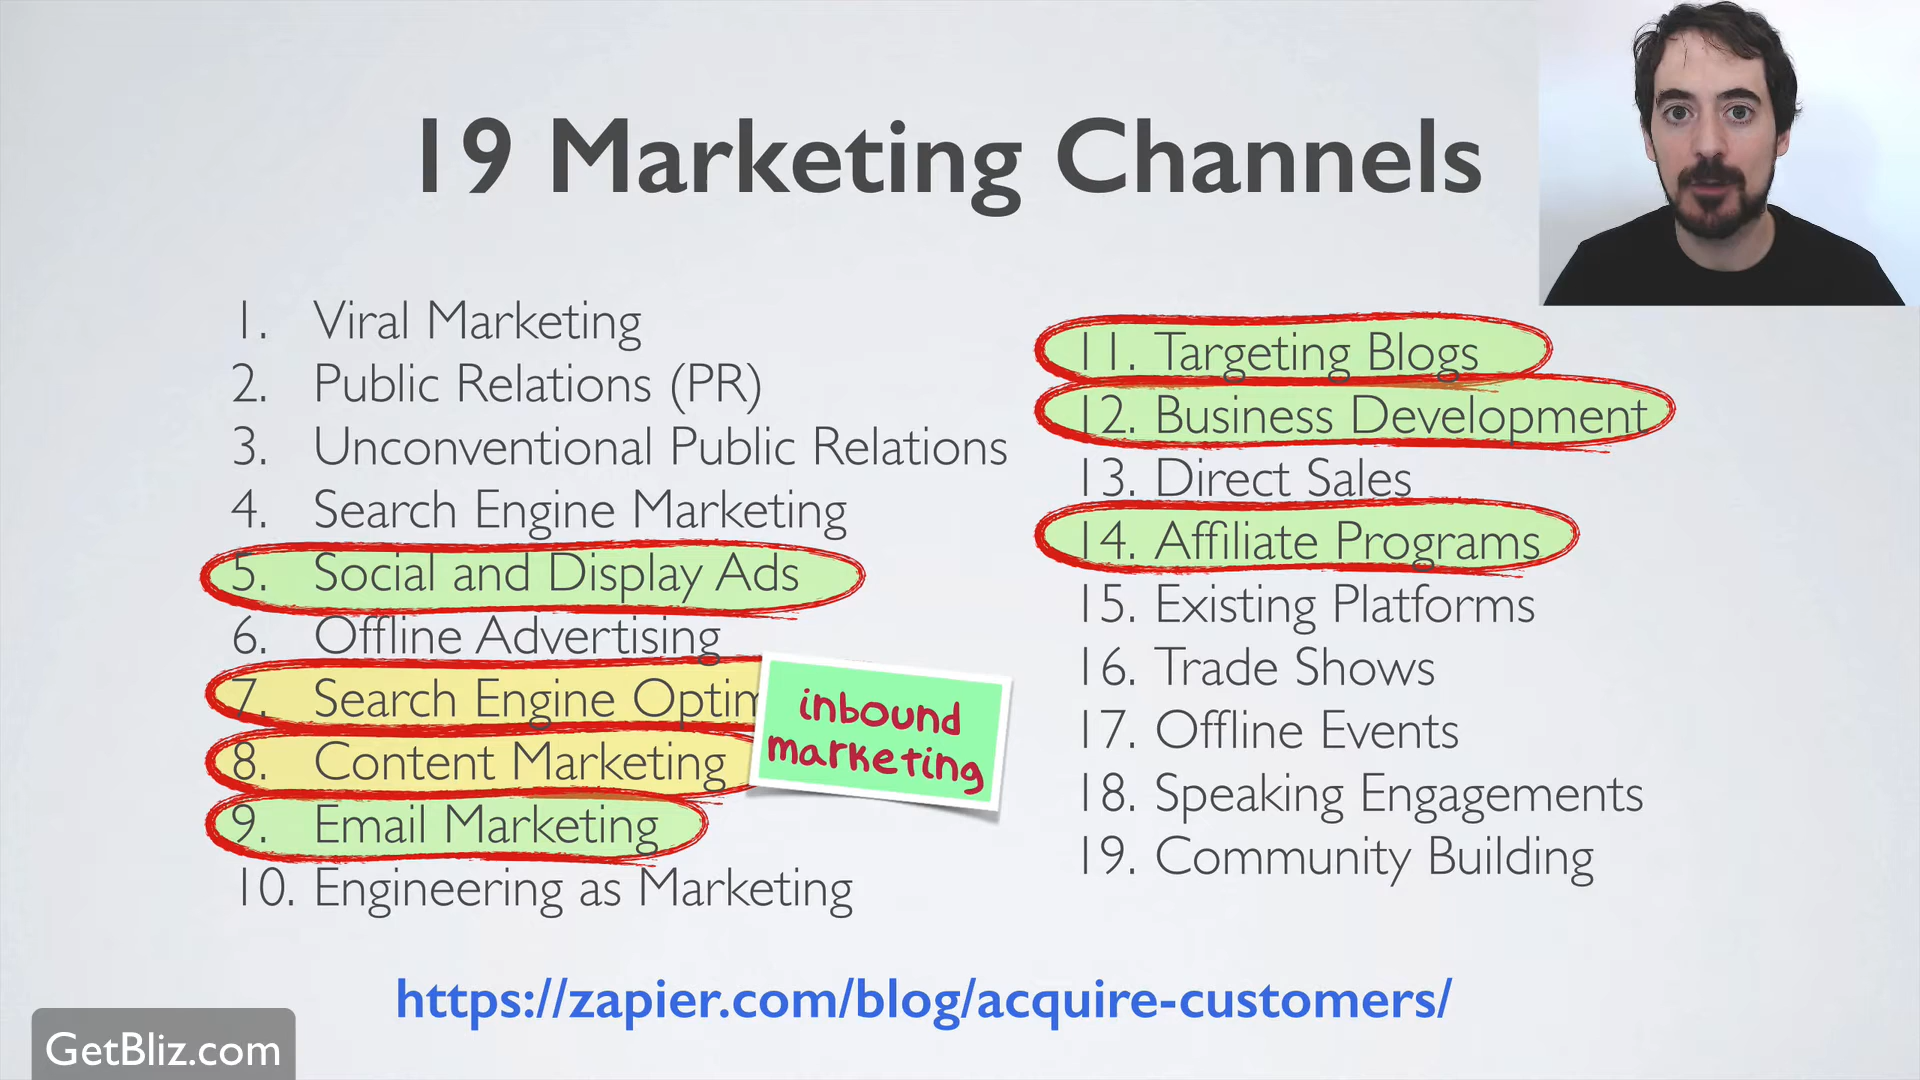 19 Marketing Channels
1. Viral Marketing
2. Public Relations (PR)
3. Unconventional Public Relations
4. Search Engine Marketing
5. Social and Display Ads
6. Offline Advertising
7. Search Engine Optim
8. Content Marketing
9. Email Marketing
10. Engineering as Marketing
inbound
marketing
11. Targeting Blogs
12. Business Development
13. Direct Sales
14. Affiliate Programs
15. Existing Platforms
16. Trade Shows
17. Offline Events
18. Speaking Engagements
19. Community Building
https://zapier.com/blog/acquire-customers/
GetBliz.com